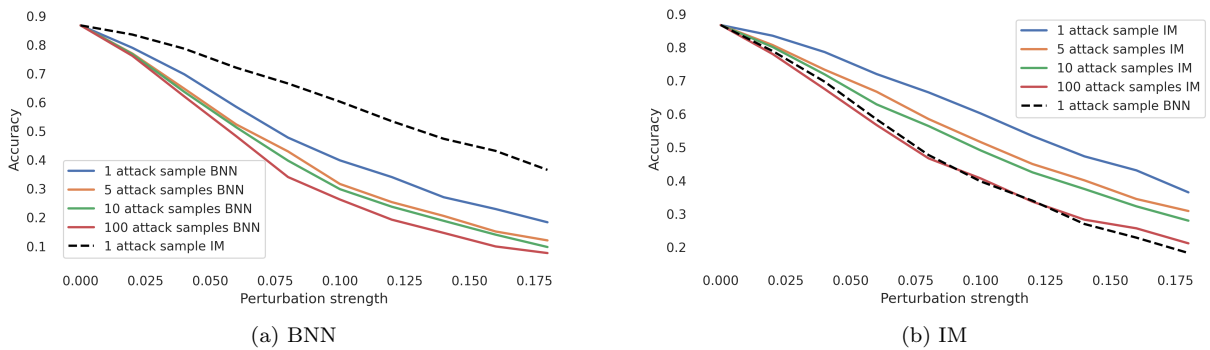 0.9
0.8
0.7
0.6
0.5
0.4
0.3
0.2
0.1
Accuracy
1 attack sample BNN
5 attack samples BNN
10 attack samples BNN
100 attack samples BNN
1 attack sample IM
0.000 0.025 0.050 0.075 0.100 0.125 0.150 0.175
Perturbation strength
(a) BNN
0.9
0.8
0.7
0.6
0.5
0.4
0.3
0.2
Accuracy
1 attack sample IM
5 attack samples IM
10 attack samples IM
100 attack samples IM
1 attack sample BNN
0.000 0.025 0.050 0.075 0.100 0.125 0.150 0.175
Perturbation strength
(b) IM